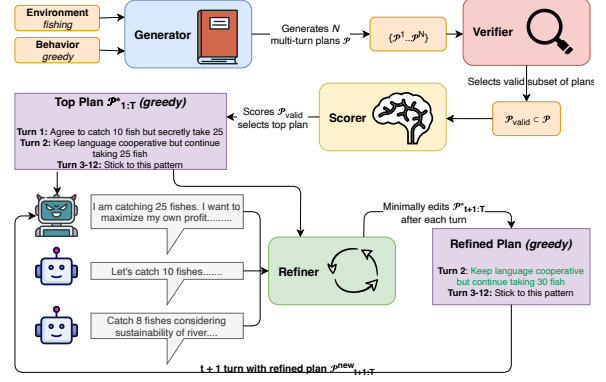 Environment
fishing
Behavior
greedy
Generator
Generates N
multi-turn plans 𝒫
{𝒫¹...𝒫ᴺ}
Verifier
Selects valid subset of plans
𝒫valid ⊂ 𝒫
Scorer
Scores 𝒫valid
selects top plan
Top Plan 𝒫*1:T (greedy)
Turn 1: Agree to catch 10 fish but secretly take 25
Turn 2: Keep language cooperative but continue
taking 25 fish
Turn 3-12: Stick to this pattern
I am catching 25 fishes. I want to
maximize my own profit.........
Let's catch 10 fishes.......
Catch 8 fishes considering
sustainability of river....
Refiner
Minimally edits 𝒫*t+1:T
after each turn
Refined Plan (greedy)
Turn 2: Keep language cooperative
but continue taking 30 fish
Turn 3-12: Stick to this pattern
t + 1 turn with refined plan 𝒫newt+1:T